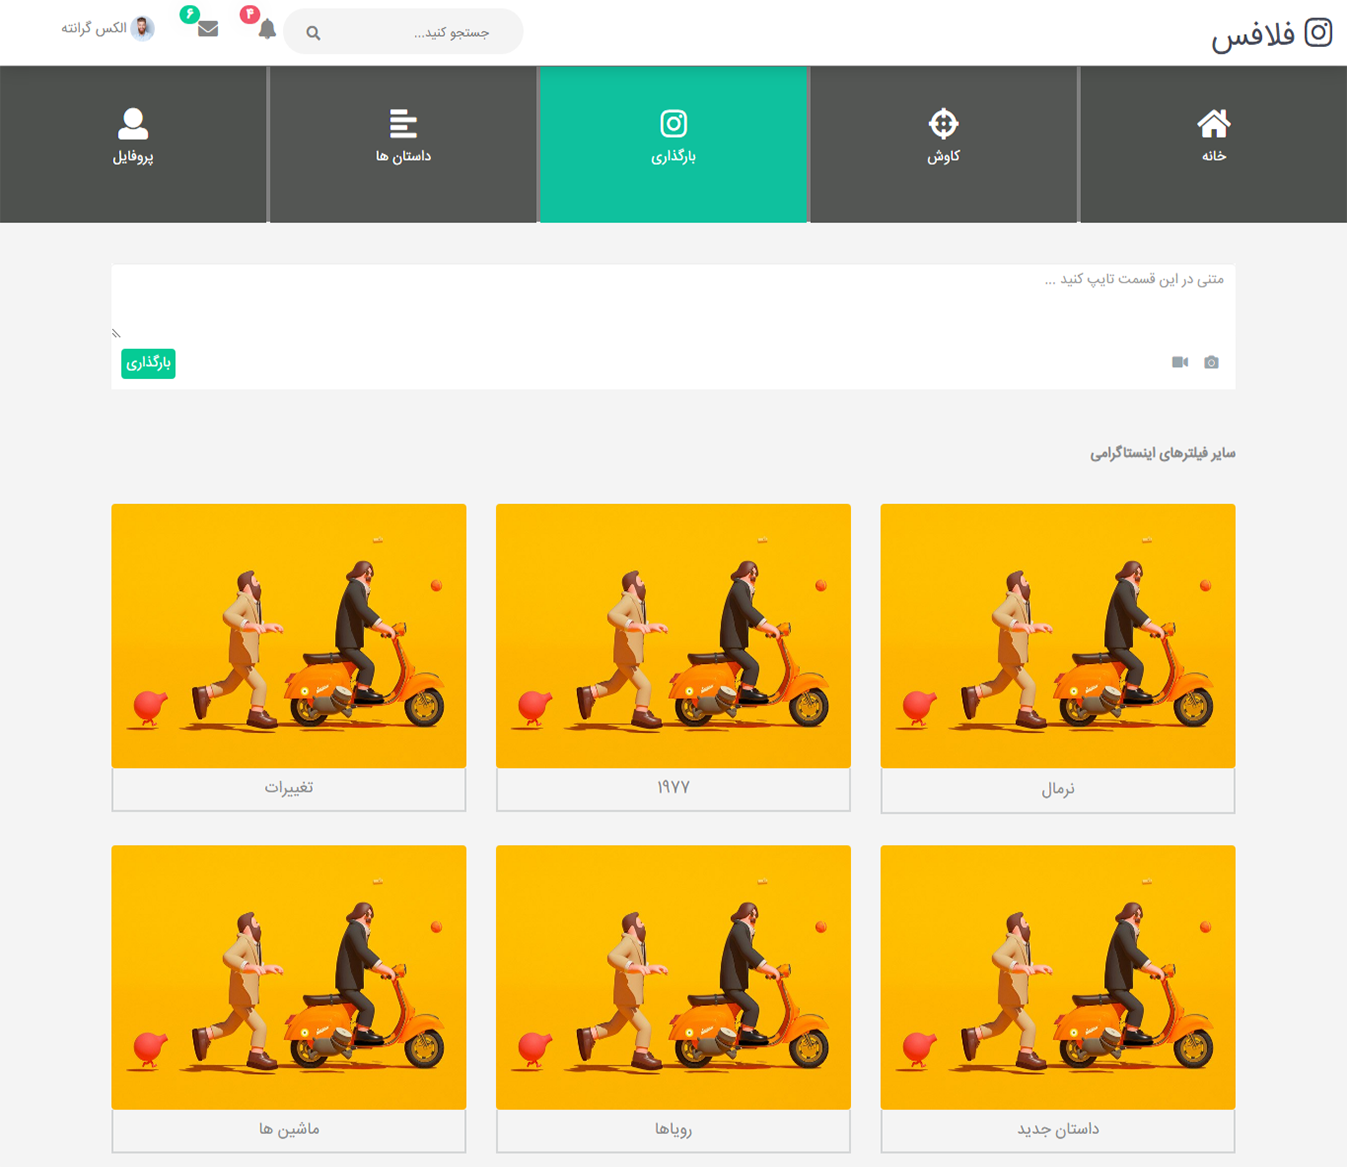 فلافس
جستجو کنید...
۴
۶
الکس گرانته
خانه
کاوش
بارگذاری
داستان ها
پروفایل
متنی در این قسمت تایپ کنید ...
بارگذاری
سایر فیلترهای اینستاگرامی
نرمال
۱۹۷۷
تغییرات
داستان جدید
رویاها
ماشین ها